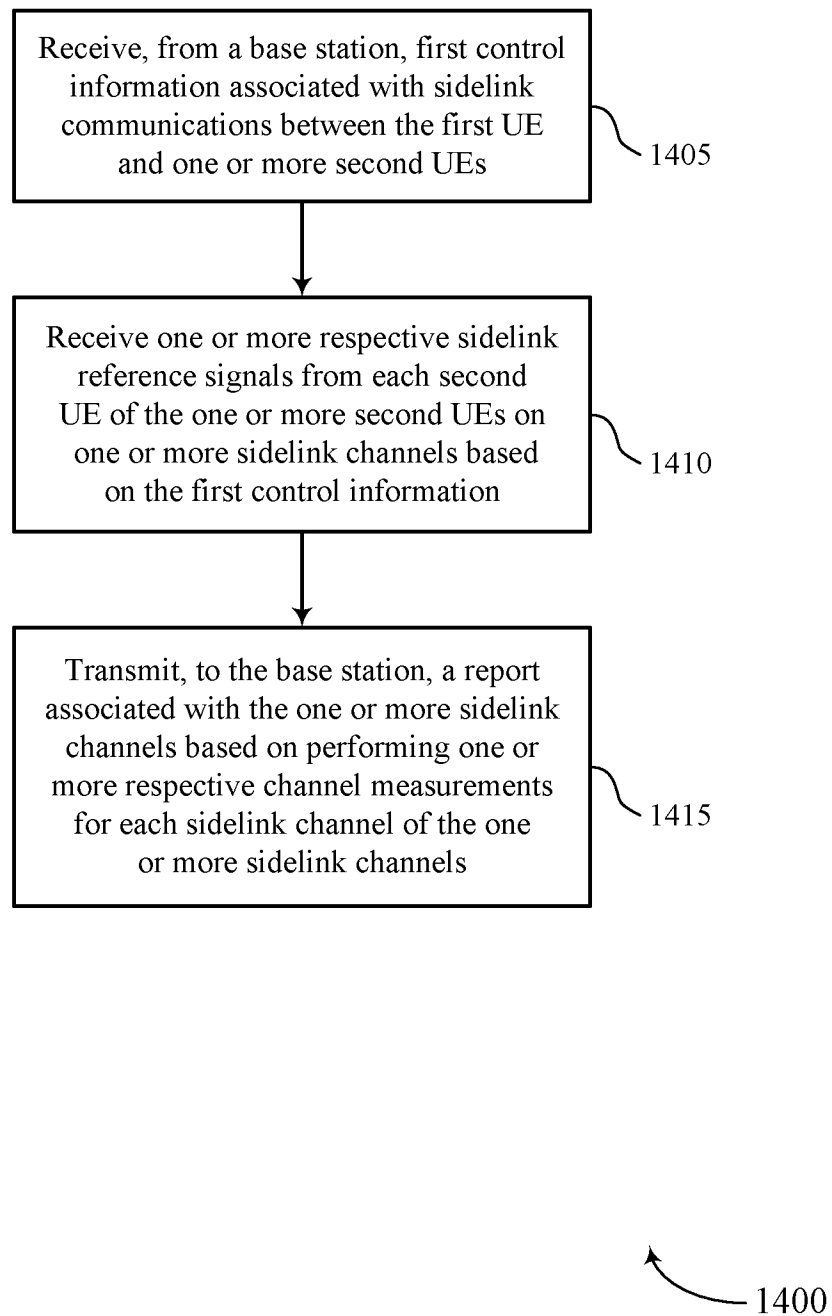 Receive, from a base station, first control
information associated with sidelink
communications between the first UE
and one or more second UEs
1405
Receive one or more respective sidelink
reference signals from each second
UE of the one or more second UEs on
one or more sidelink channels based
on the first control information
1410
Transmit, to the base station, a report
associated with the one or more sidelink
channels based on performing one or
more respective channel measurements
for each sidelink channel of the one
or more sidelink channels
1415
1400